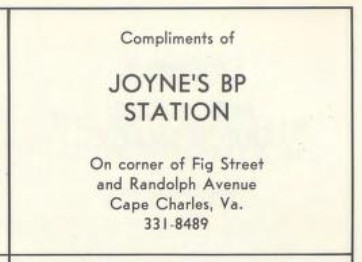 Compliments of
JOYNE'S BP
STATION
On corner of Fig Street
and Randolph Avenue
Cape Charles, Va.
331-8489